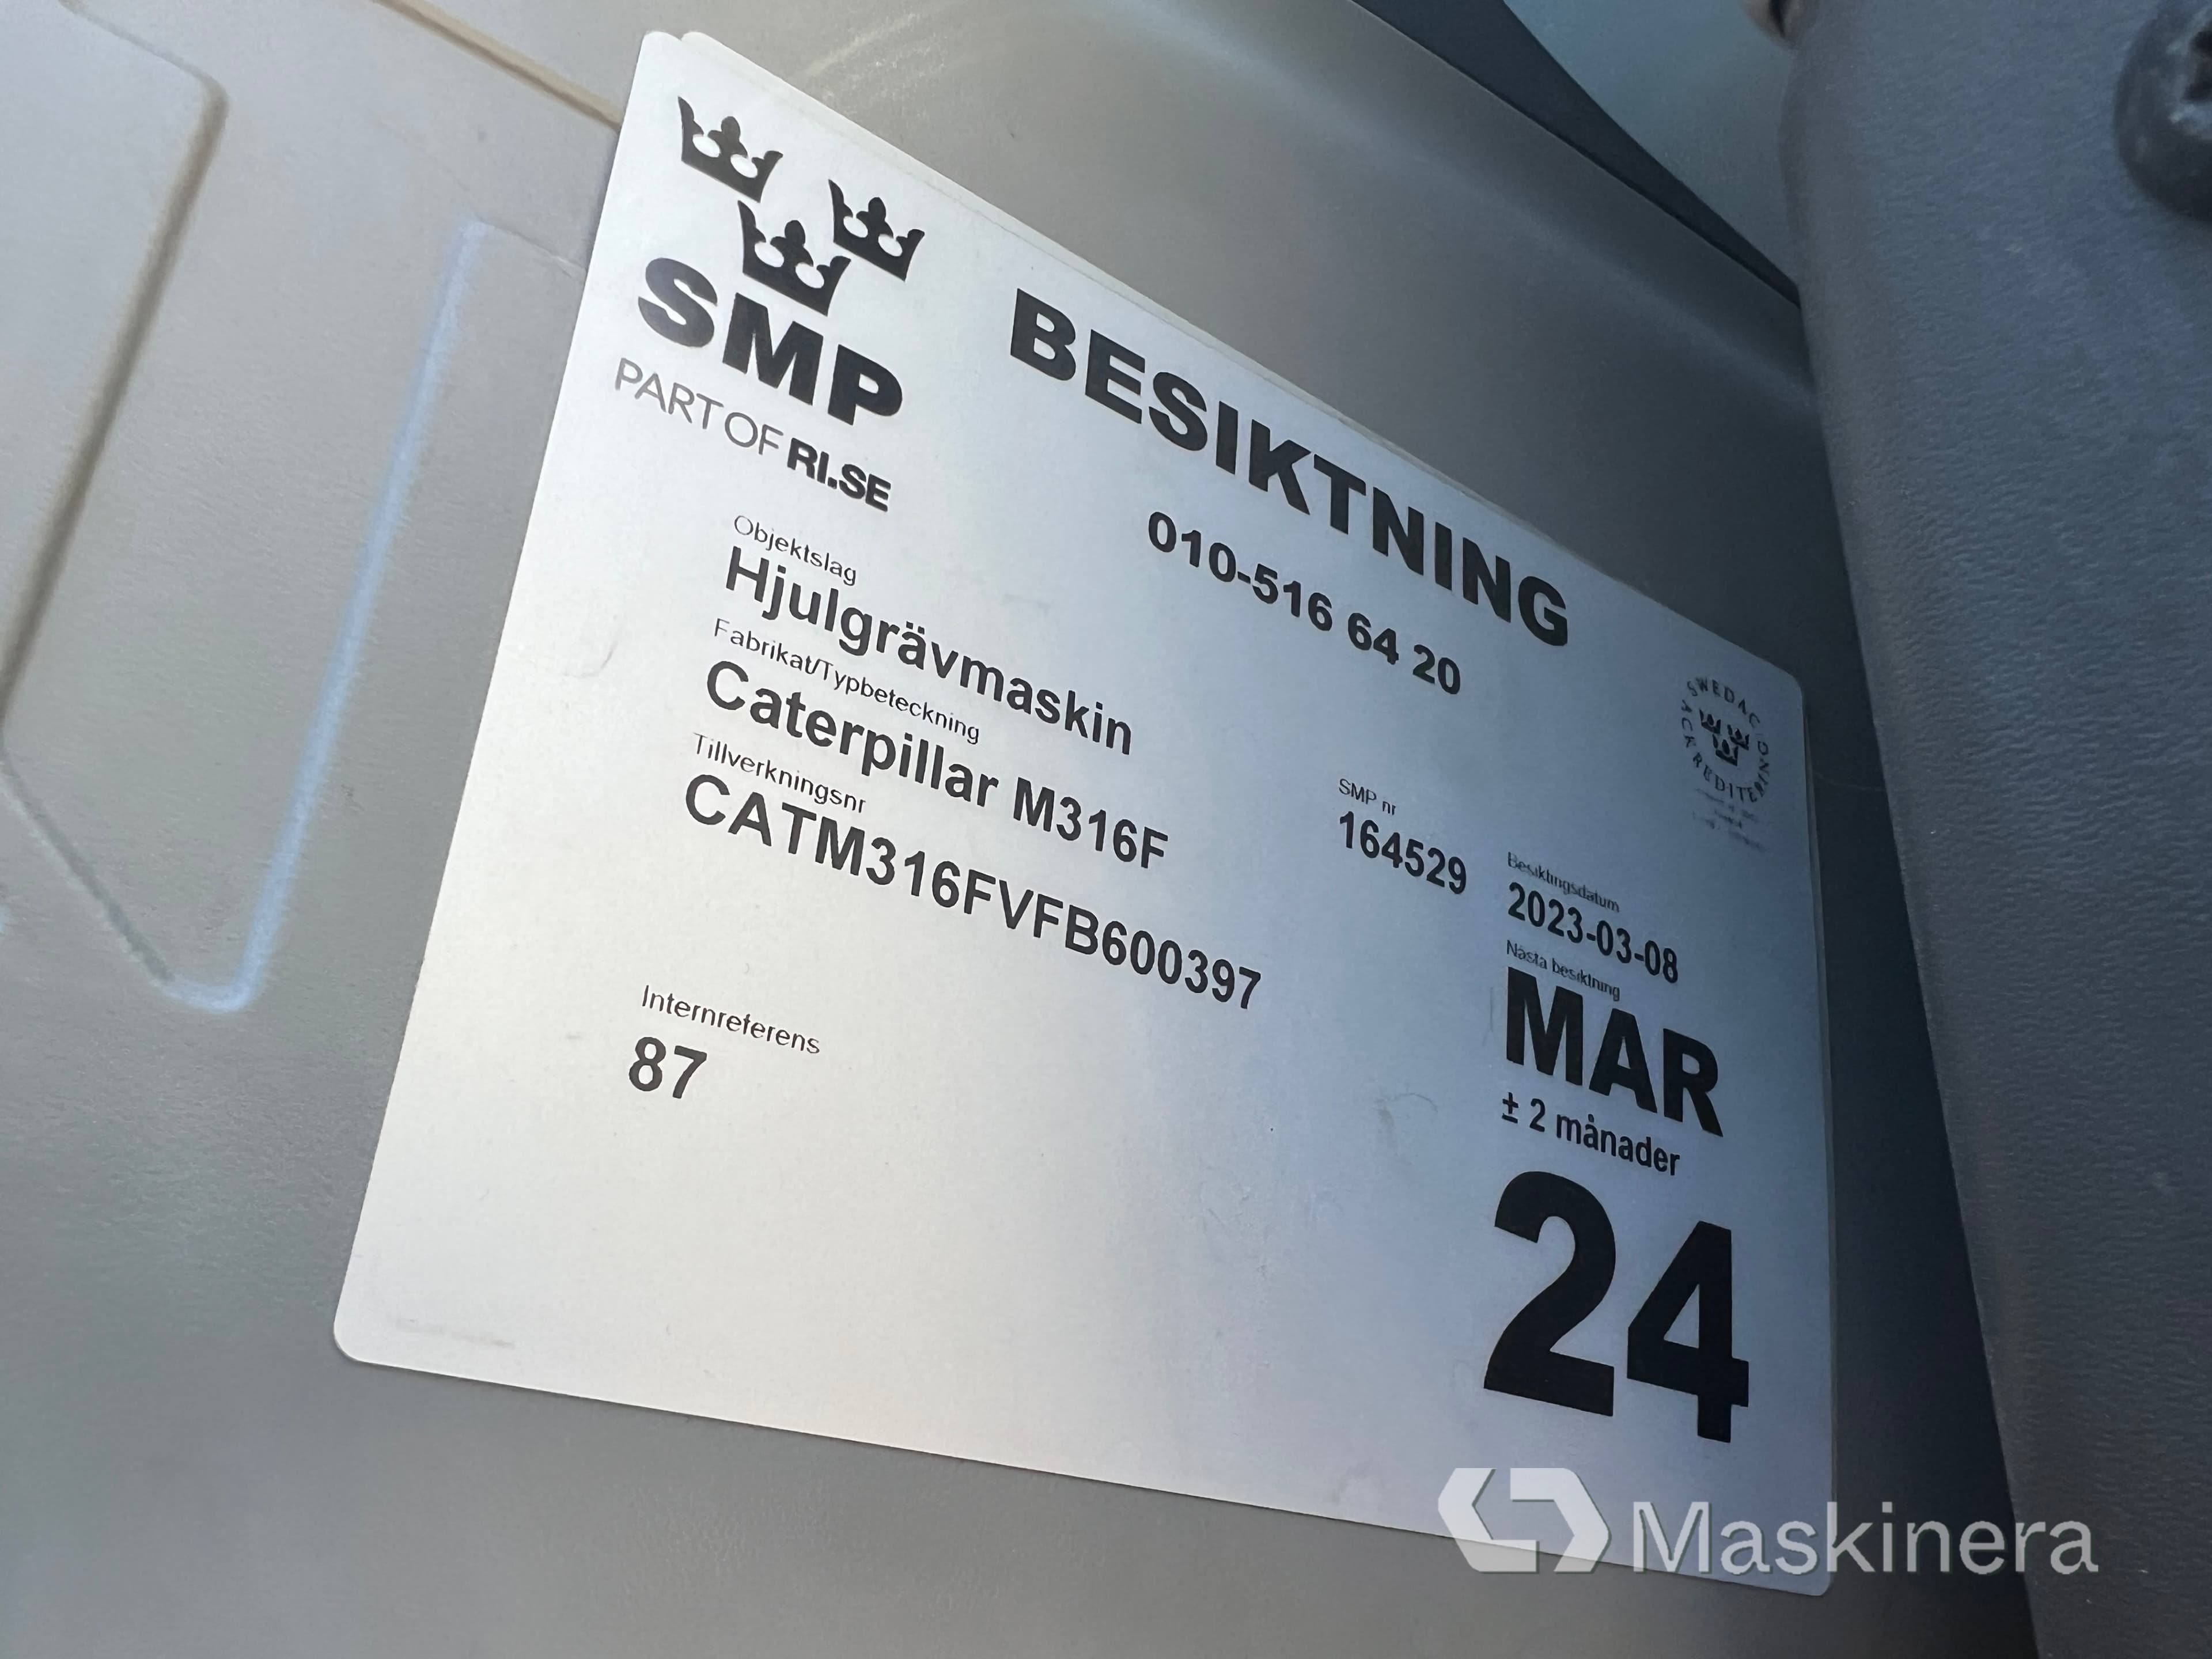 SMP
PART OF RI.SE
BESIKTNING
010-516 64 20
Objektslag
Hjulgrävmaskin
Fabrikat/Typbeteckning
Caterpillar M316F
Tillverkningsnr
CATM316FVFB600397
Internreferens
87
SMP nr
164529
SWEDAC
ACKREDITERING
Besiktingsdatum
2023-03-08
Nästa besiktning
MAR
± 2 månader
24
Maskinera